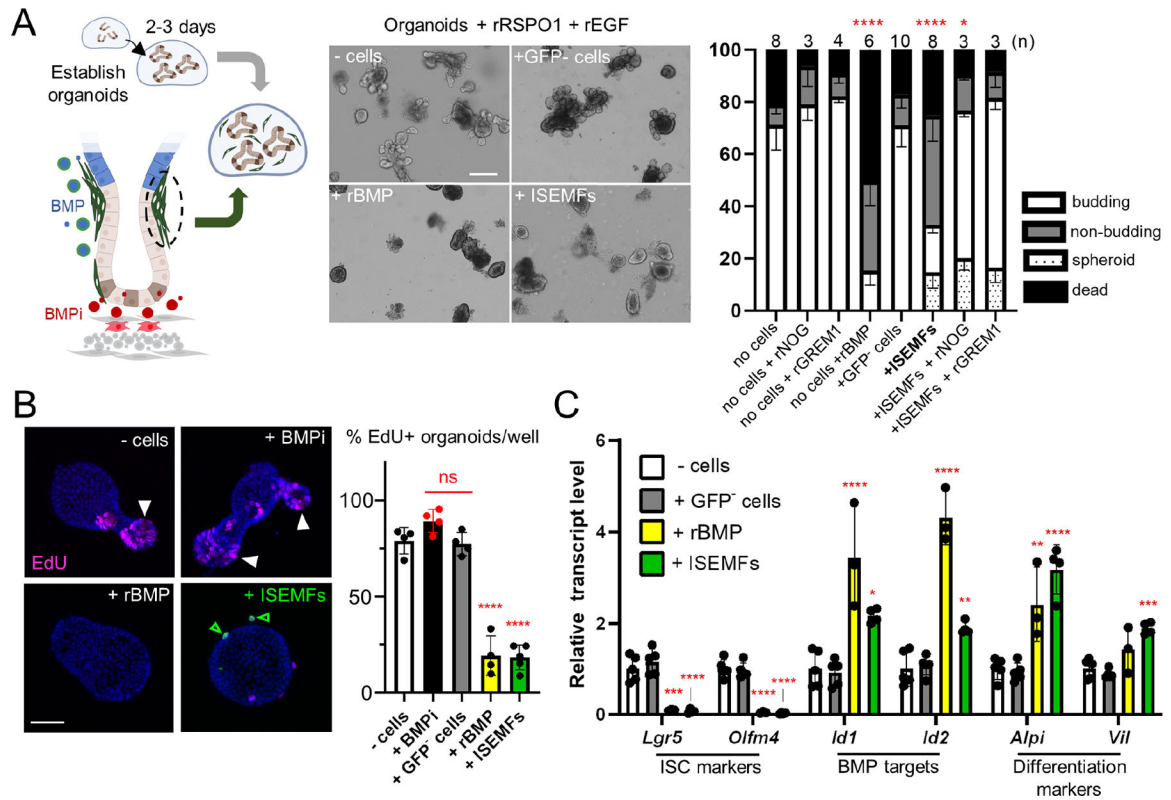 A
2-3 days
Establish
organoids
BMP
BMPi
Organoids + rRSPO1 + rEGF
- cells
+GFP- cells
+ rBMP
+ ISEMFs
**** **** *
8 3 4 6 10 8 3 3 (n)
100
80
60
40
20
0
no cells
no cells + rNOG
no cells + rGREM1
no cells +rBMP
+GFP⁻ cells
+ISEMFs
+ISEMFs + rNOG
+ISEMFs + rGREM1
budding
non-budding
spheroid
dead
B
- cells
+ BMPi
EdU
+ rBMP
+ ISEMFs
% EdU+ organoids/well
ns
100
50
0
****
****
- cells
+ BMPi
+ GFP⁻ cells
+ rBMP
+ ISEMFs
C
Relative transcript level
6
4
2
0
- cells
+ GFP⁻ cells
+ rBMP
+ ISEMFs
*** **** **** **** **** * **** ** ** **** ***
Lgr5 Olfm4 Id1 Id2 Alpi Vil
ISC markers
BMP targets
Differentiation
markers